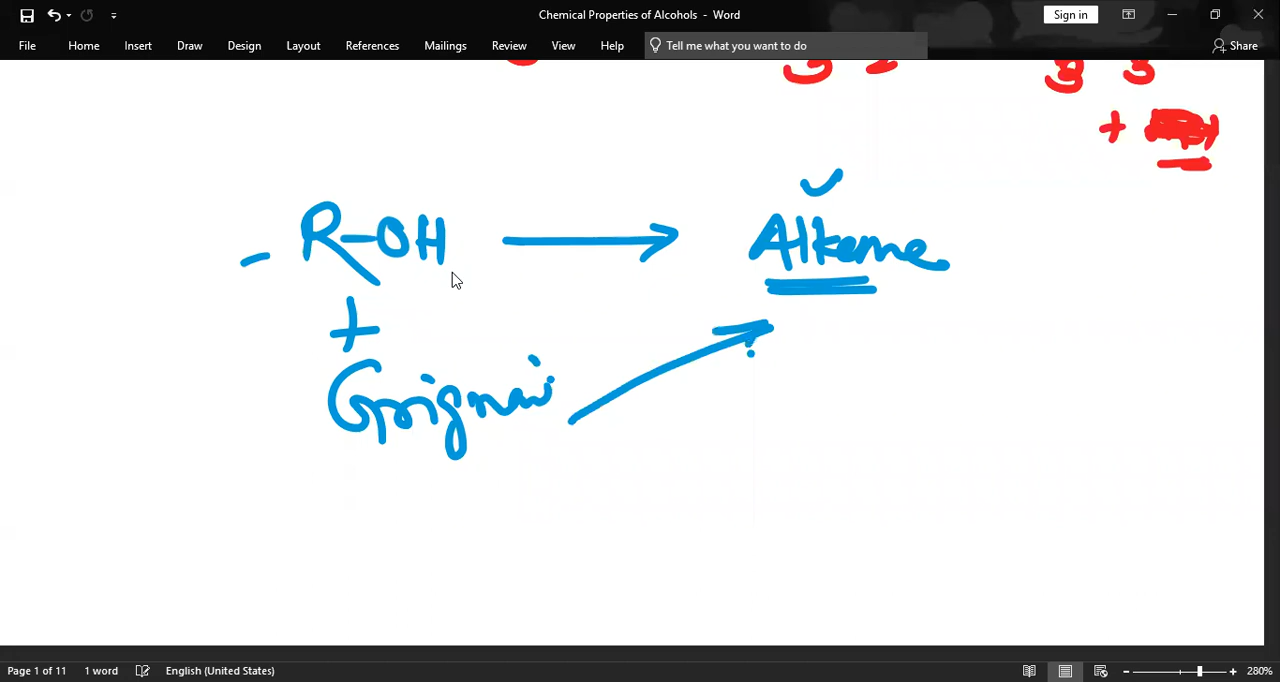 Chemical Properties of Alcohols - Word
Sign in
File Home Insert Draw Design Layout References Mailings Review View Help Tell me what you want to do Share
+
R-OH → Alkene
+
Grignar
Page 1 of 11 1 word English (United States) 280%